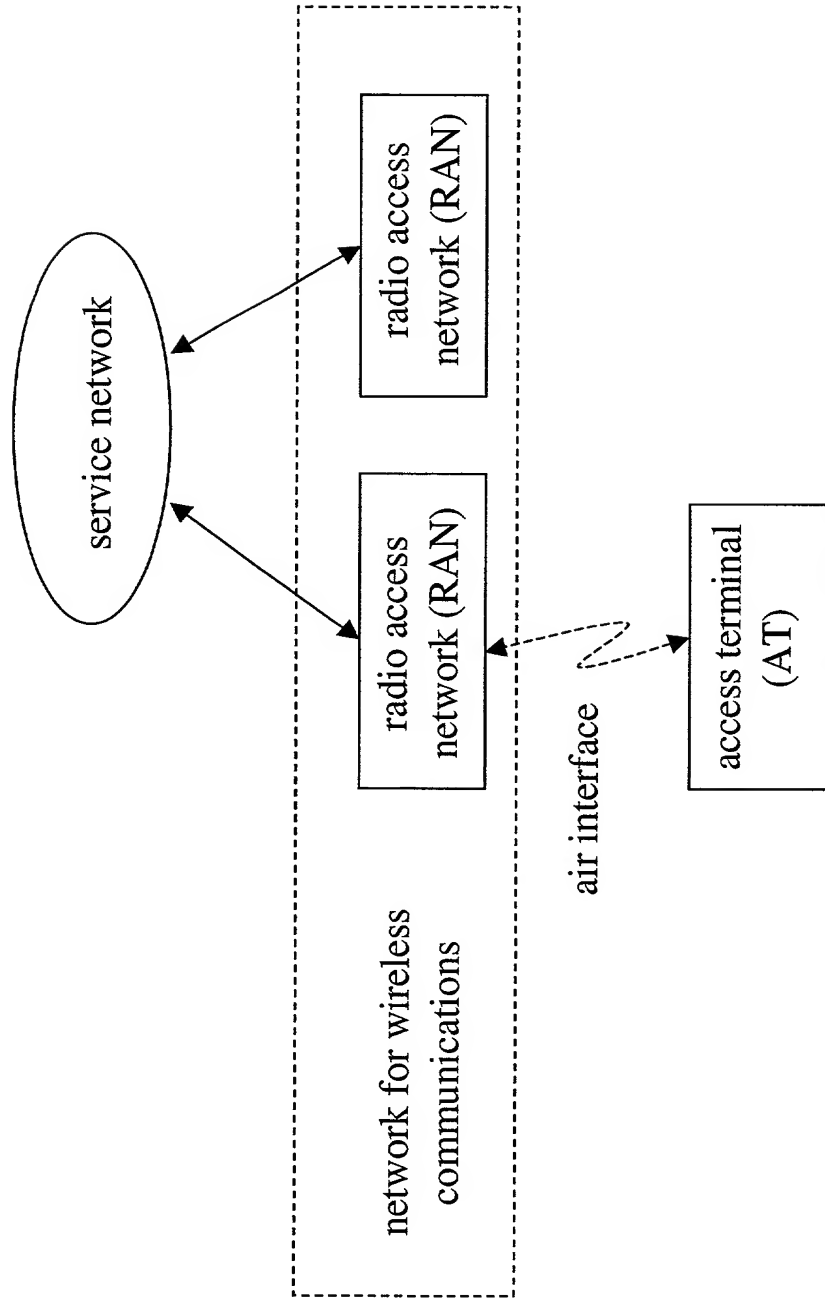 service network
network for wireless
communications
radio access
network (RAN)
radio access
network (RAN)
air interface
access terminal
(AT)